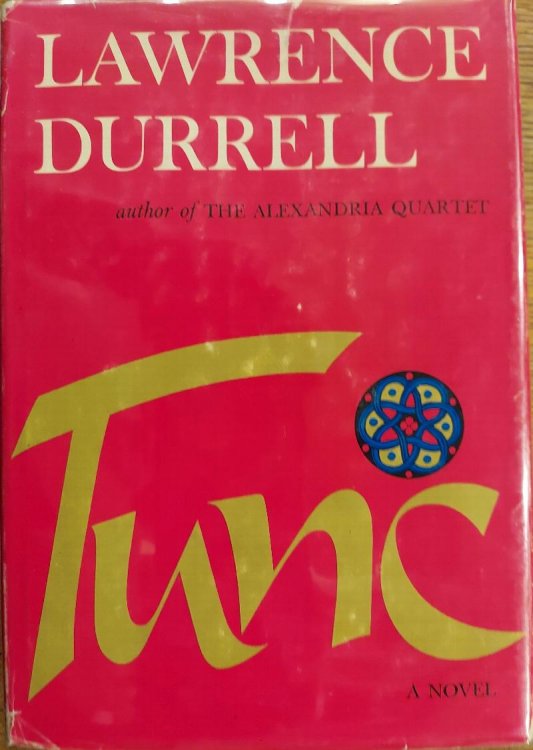 LAWRENCE
DURRELL
author of THE ALEXANDRIA QUARTET
Tunc
A NOVEL